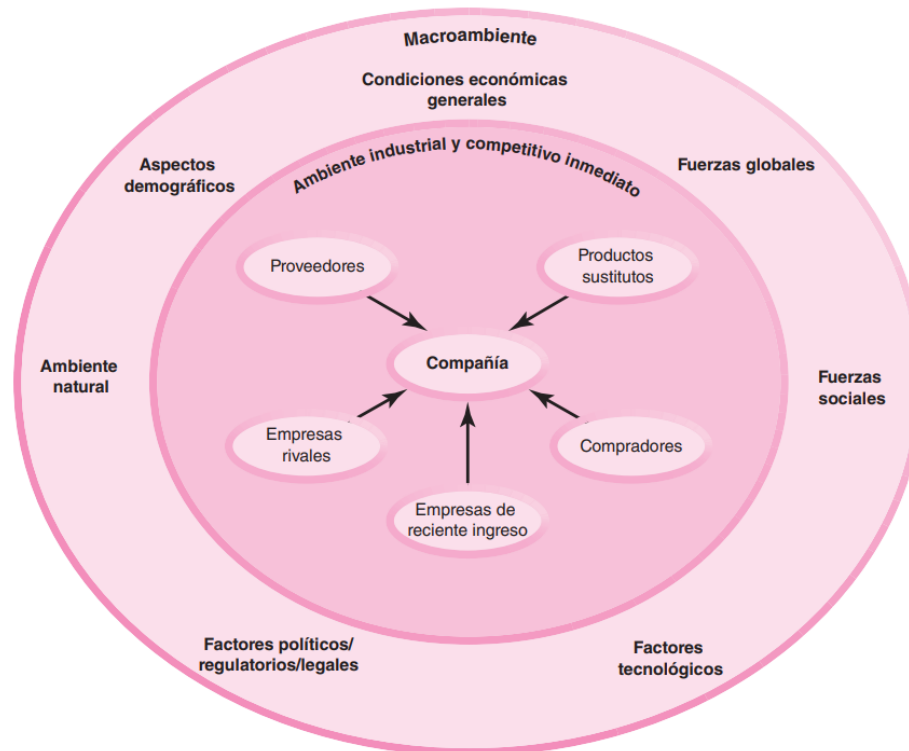 Macroambiente
Condiciones económicas
generales
Ambiente industrial y competitivo inmediato
Aspectos
demográficos
Fuerzas globales
Proveedores
Productos
sustitutos
Compañía
Ambiente
natural
Fuerzas
sociales
Empresas
rivales
Compradores
Empresas de
reciente ingreso
Factores políticos/
regulatorios/legales
Factores
tecnológicos